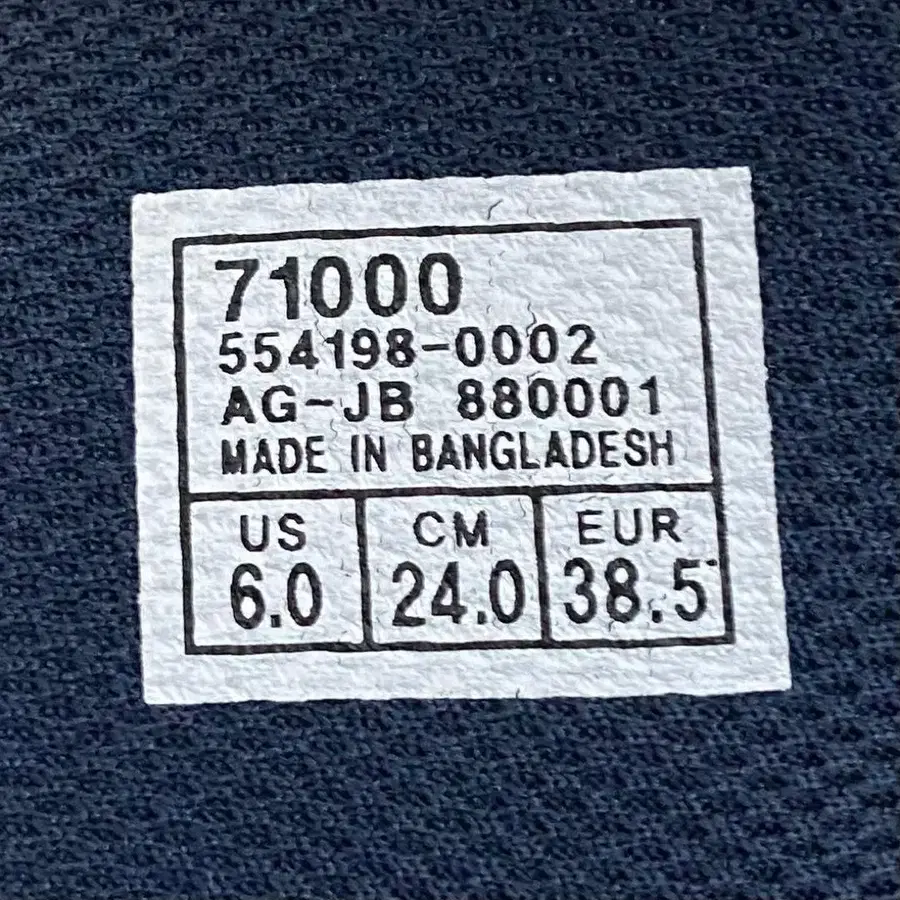 71000
554198-0002
AG-JB 880001
MADE IN BANGLADESH
US CM EUR
6.0 24.0 38.5